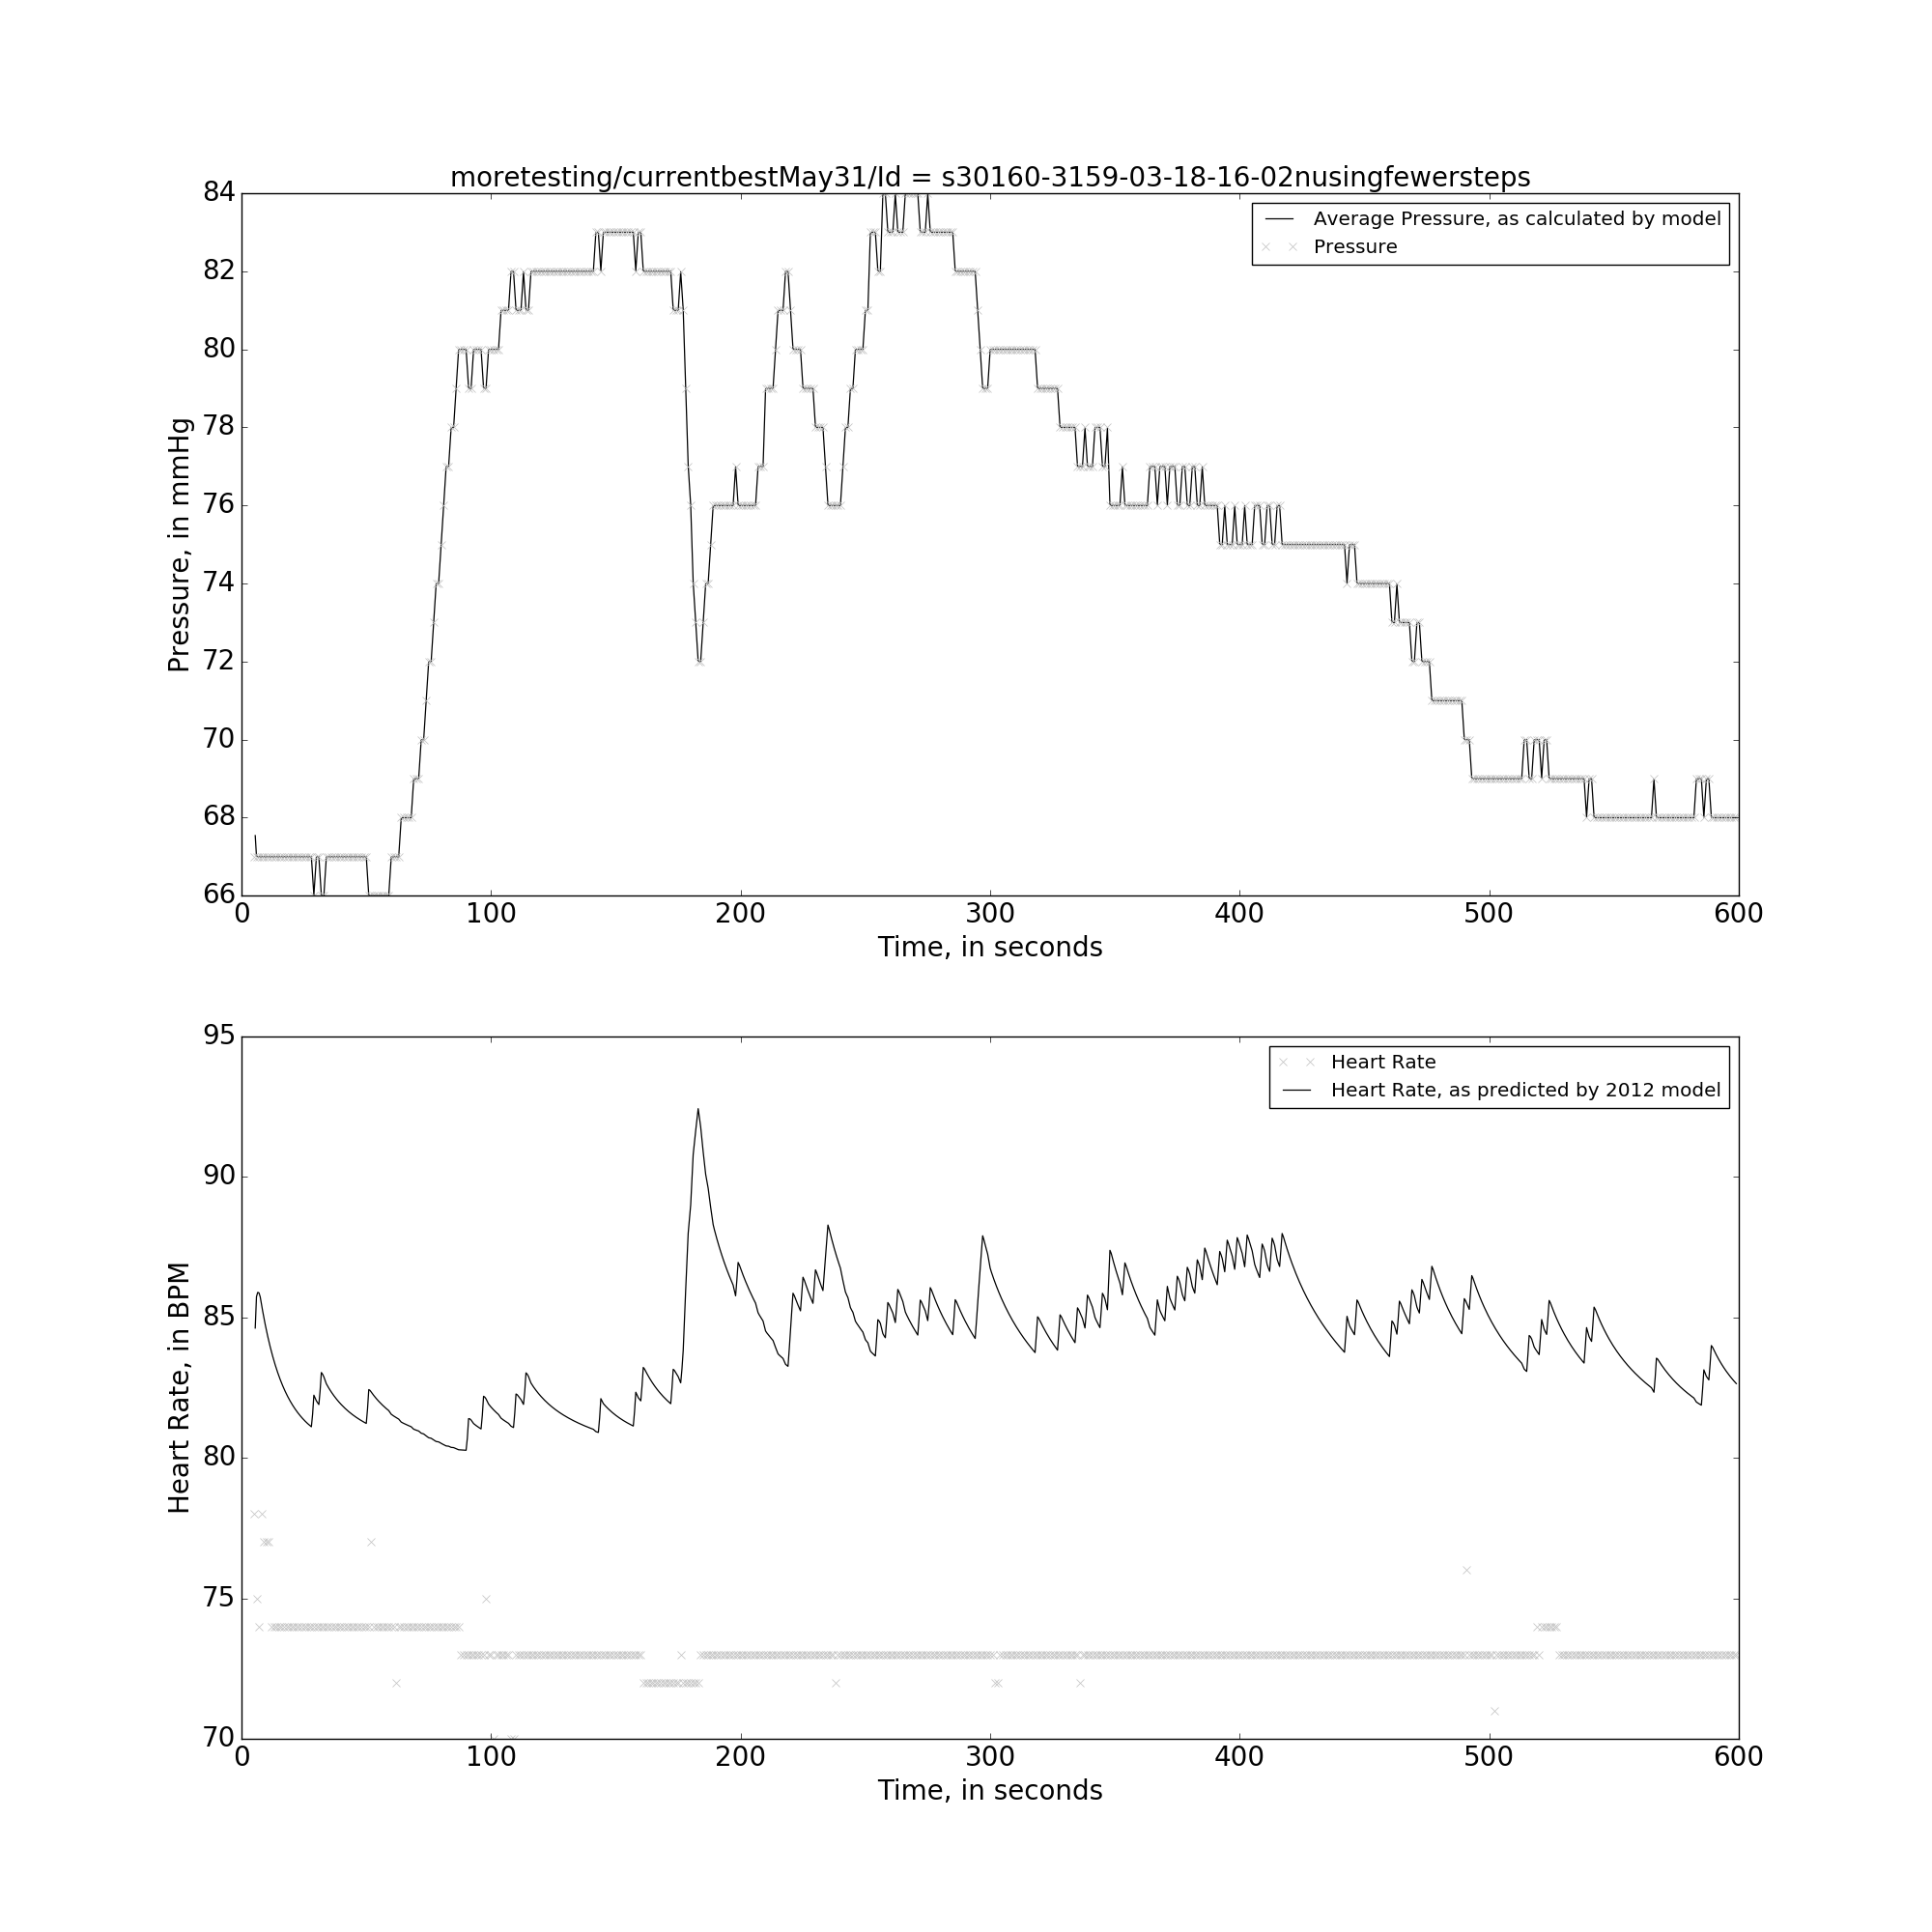 moretesting/currentbestMay31/Id = s30160-3159-03-18-16-02nusingfewersteps
84
82
80
78
76
74
72
70
68
66
Pressure, in mmHg
Average Pressure, as calculated by model
Pressure
0 100 200 300 400 500 600
Time, in seconds
95
90
85
80
75
70
Heart Rate, in BPM
Heart Rate
Heart Rate, as predicted by 2012 model
0 100 200 300 400 500 600
Time, in seconds